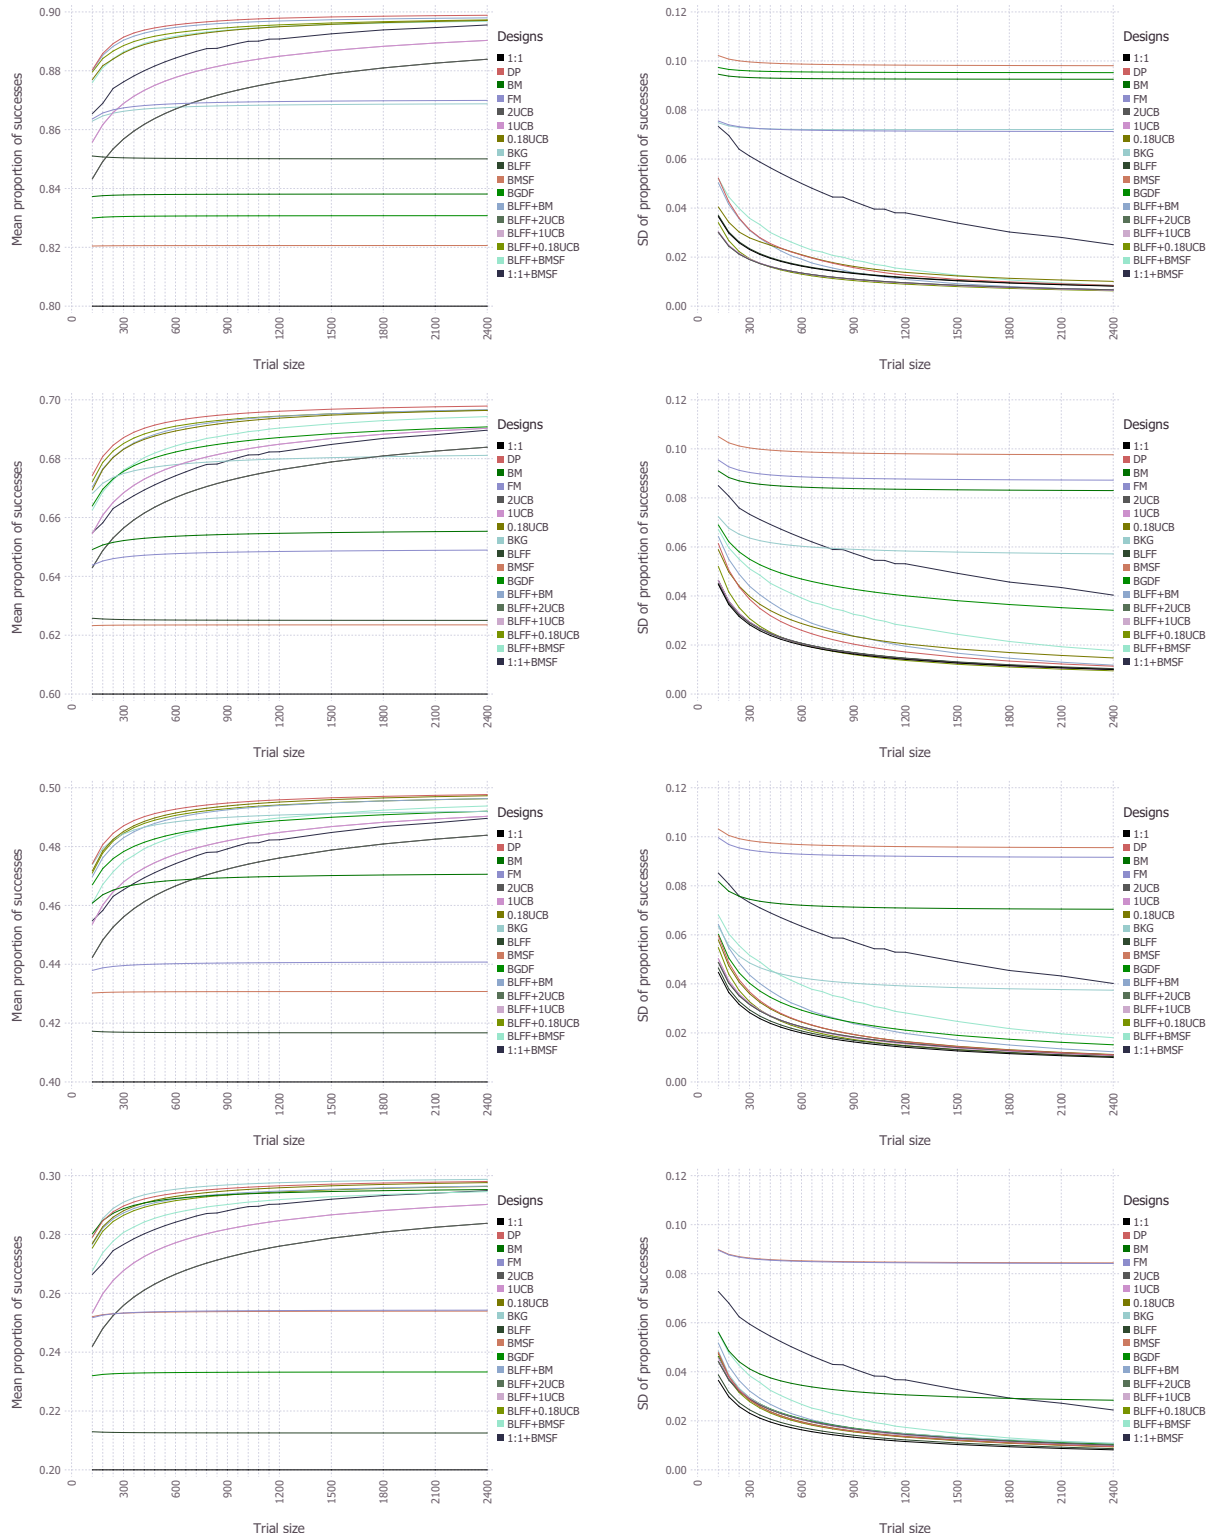 0.90
0.88
0.86
0.84
0.82
0.80
Mean proportion of successes
0
300
600
900
1200
1500
1800
2100
2400
Trial size
Designs
1:1
DP
BM
FM
2UCB
1UCB
0.18UCB
BKG
BLFF
BMSF
BGDF
BLFF+BM
BLFF+2UCB
BLFF+1UCB
BLFF+0.18UCB
BLFF+BMSF
1:1+BMSF
0.12
0.10
0.08
0.06
0.04
0.02
0.00
SD of proportion of successes
0
300
600
900
1200
1500
1800
2100
2400
Trial size
Designs
1:1
DP
BM
FM
2UCB
1UCB
0.18UCB
BKG
BLFF
BMSF
BGDF
BLFF+BM
BLFF+2UCB
BLFF+1UCB
BLFF+0.18UCB
BLFF+BMSF
1:1+BMSF
0.70
0.68
0.66
0.64
0.62
0.60
Mean proportion of successes
0
300
600
900
1200
1500
1800
2100
2400
Trial size
Designs
1:1
DP
BM
FM
2UCB
1UCB
0.18UCB
BKG
BLFF
BMSF
BGDF
BLFF+BM
BLFF+2UCB
BLFF+1UCB
BLFF+0.18UCB
BLFF+BMSF
1:1+BMSF
0.12
0.10
0.08
0.06
0.04
0.02
0.00
SD of proportion of successes
0
300
600
900
1200
1500
1800
2100
2400
Trial size
Designs
1:1
DP
BM
FM
2UCB
1UCB
0.18UCB
BKG
BLFF
BMSF
BGDF
BLFF+BM
BLFF+2UCB
BLFF+1UCB
BLFF+0.18UCB
BLFF+BMSF
1:1+BMSF
0.50
0.48
0.46
0.44
0.42
0.40
Mean proportion of successes
0
300
600
900
1200
1500
1800
2100
2400
Trial size
Designs
1:1
DP
BM
FM
2UCB
1UCB
0.18UCB
BKG
BLFF
BMSF
BGDF
BLFF+BM
BLFF+2UCB
BLFF+1UCB
BLFF+0.18UCB
BLFF+BMSF
1:1+BMSF
0.12
0.10
0.08
0.06
0.04
0.02
0.00
SD of proportion of successes
0
300
600
900
1200
1500
1800
2100
2400
Trial size
Designs
1:1
DP
BM
FM
2UCB
1UCB
0.18UCB
BKG
BLFF
BMSF
BGDF
BLFF+BM
BLFF+2UCB
BLFF+1UCB
BLFF+0.18UCB
BLFF+BMSF
1:1+BMSF
0.30
0.28
0.26
0.24
0.22
0.20
Mean proportion of successes
0
300
600
900
1200
1500
1800
2100
2400
Trial size
Designs
1:1
DP
BM
FM
2UCB
1UCB
0.18UCB
BKG
BLFF
BMSF
BGDF
BLFF+BM
BLFF+2UCB
BLFF+1UCB
BLFF+0.18UCB
BLFF+BMSF
1:1+BMSF
0.12
0.10
0.08
0.06
0.04
0.02
0.00
SD of proportion of successes
0
300
600
900
1200
1500
1800
2100
2400
Trial size
Designs
1:1
DP
BM
FM
2UCB
1UCB
0.18UCB
BKG
BLFF
BMSF
BGDF
BLFF+BM
BLFF+2UCB
BLFF+1UCB
BLFF+0.18UCB
BLFF+BMSF
1:1+BMSF